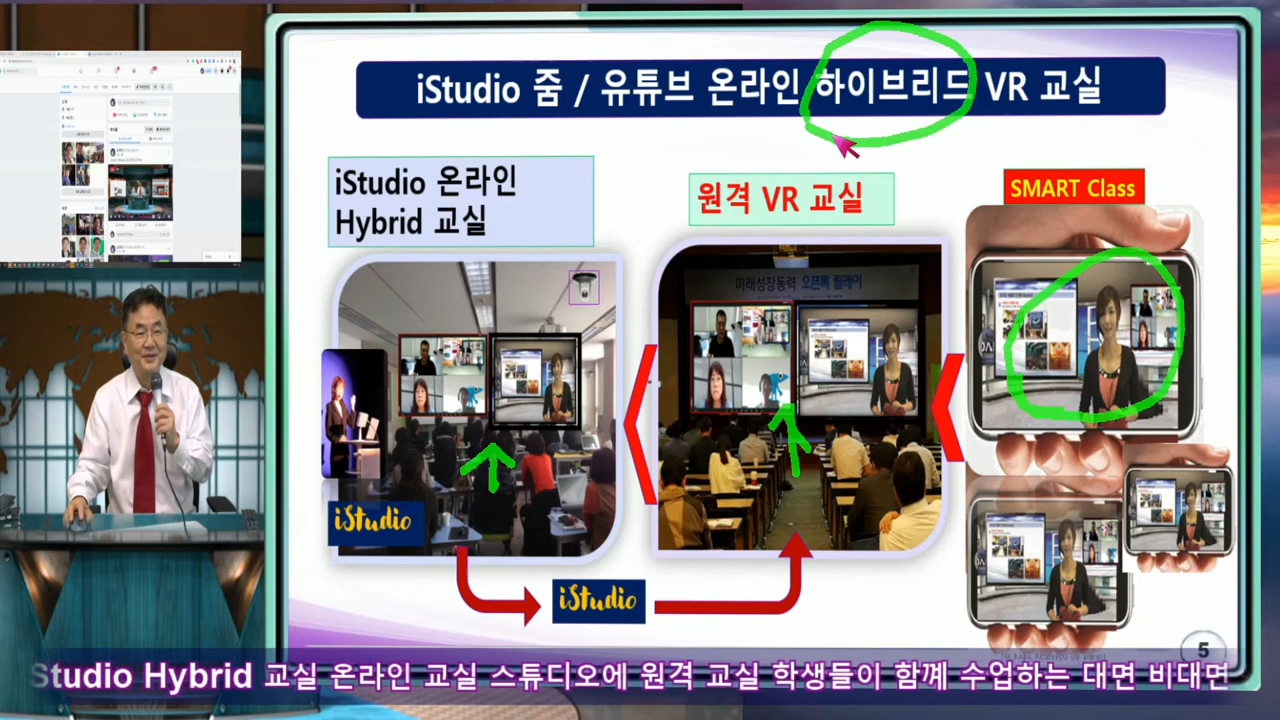 iStudio 줌 / 유튜브 온라인 하이브리드 VR 교실
iStudio 온라인
Hybrid 교실
원격 VR 교실
SMART Class
미래성장동력 오픈톡 릴레이
iStudio
iStudio
5
Studio Hybrid 교실 온라인 교실 스튜디오에 원격 교실 학생들이 함께 수업하는 대면 비대면